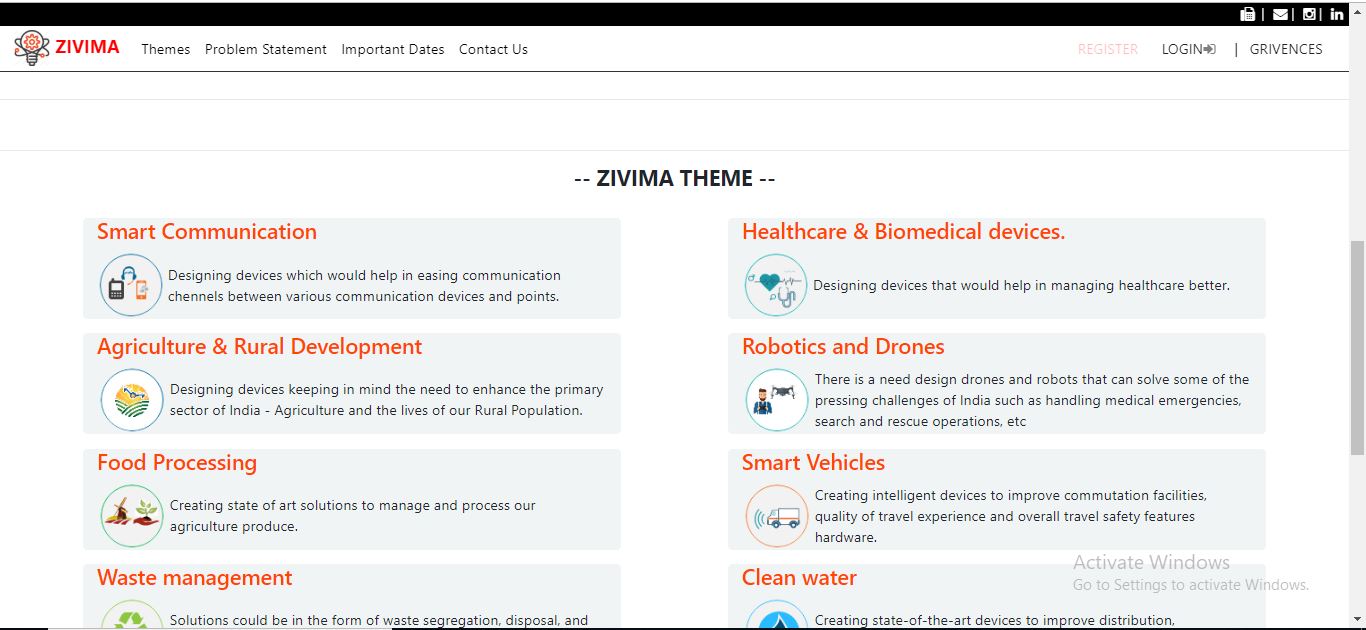 ZIVIMA Themes Problem Statement Important Dates Contact Us REGISTER LOGIN | GRIVENCES
-- ZIVIMA THEME --
Smart Communication
Designing devices which would help in easing communication
channels between various communication devices and points.
Healthcare & Biomedical devices.
Designing devices that would help in managing healthcare better.
Agriculture & Rural Development
Designing devices keeping in mind the need to enhance the primary
sector of India - Agriculture and the lives of our Rural Population.
Robotics and Drones
There is a need design drones and robots that can solve some of the
pressing challenges of India such as handling medical emergencies,
search and rescue operations, etc
Food Processing
Creating state of art solutions to manage and process our
agriculture produce.
Smart Vehicles
Creating intelligent devices to improve commutation facilities,
quality of travel experience and overall travel safety features
hardware.
Waste management
Solutions could be in the form of waste segregation, disposal, and
Clean water
Creating state-of-the-art devices to improve distribution,
Activate Windows
Go to Settings to activate Windows.